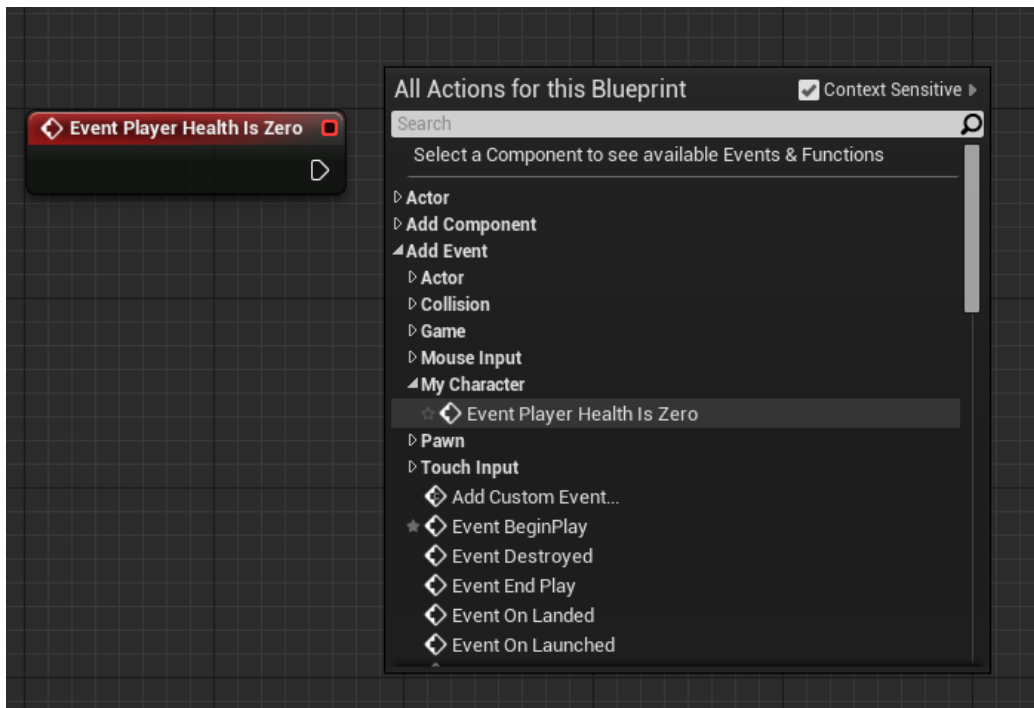 Event Player Health Is Zero
All Actions for this Blueprint
Context Sensitive
Search
Select a Component to see available Events & Functions
Actor
Add Component
Add Event
Actor
Collision
Game
Mouse Input
My Character
Event Player Health Is Zero
Pawn
Touch Input
Add Custom Event...
Event BeginPlay
Event Destroyed
Event End Play
Event On Landed
Event On Launched